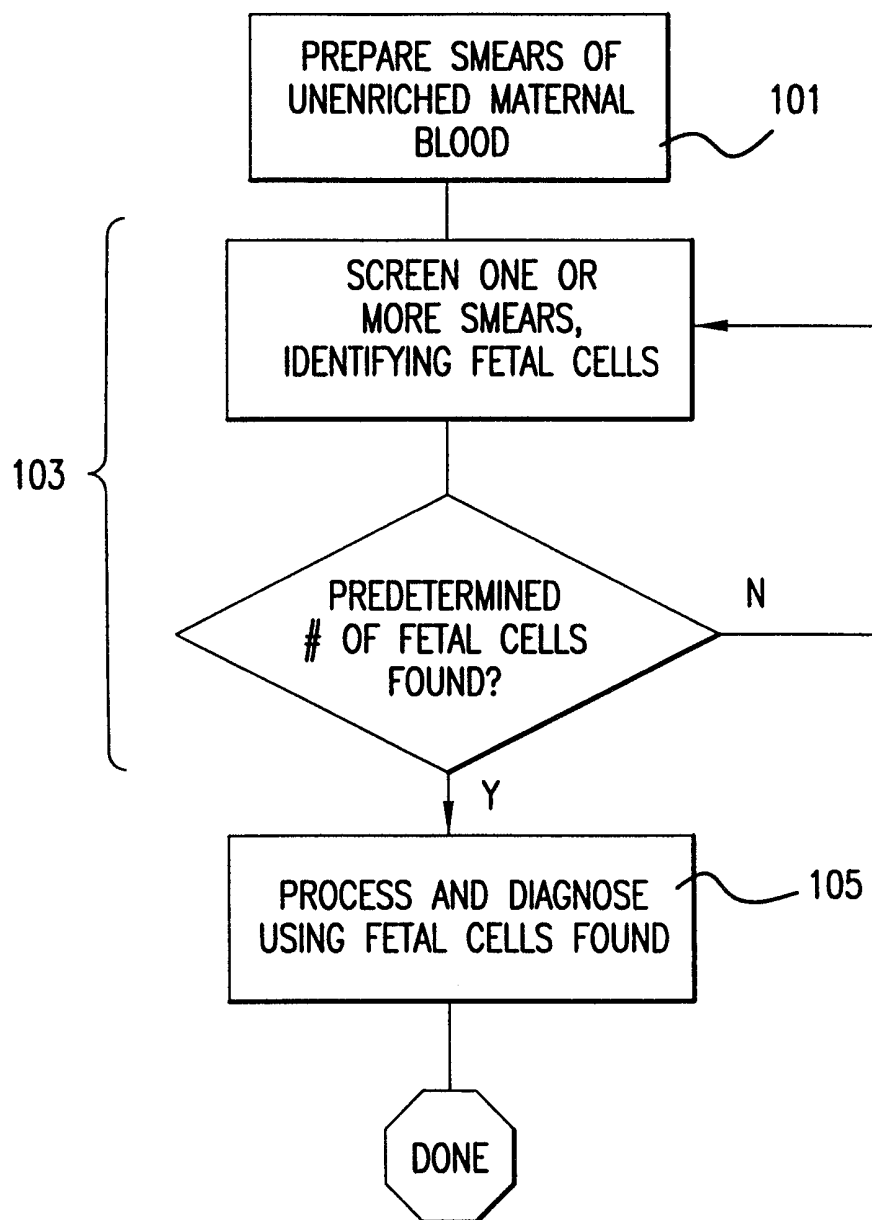 PREPARE SMEARS OF
UNENRICHED MATERNAL
BLOOD
101
SCREEN ONE OR
MORE SMEARS,
IDENTIFYING FETAL CELLS
103
PREDETERMINED
# OF FETAL CELLS
FOUND?
N
Y
PROCESS AND DIAGNOSE
USING FETAL CELLS FOUND
105
DONE